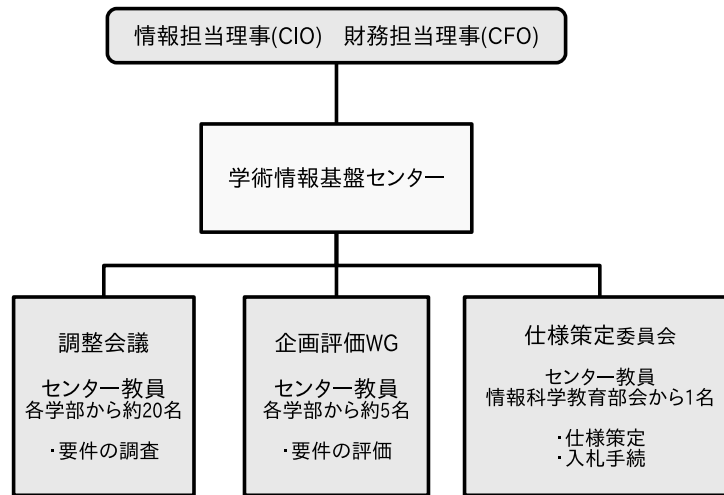 情報担当理事(CIO)　財務担当理事(CFO)
学術情報基盤センター
調整会議
センター教員
各学部から約20名
・要件の調査
企画評価WG
センター教員
各学部から約5名
・要件の評価
仕様策定委員会
センター教員
情報科学教育部会から1名
・仕様策定
・入札手続